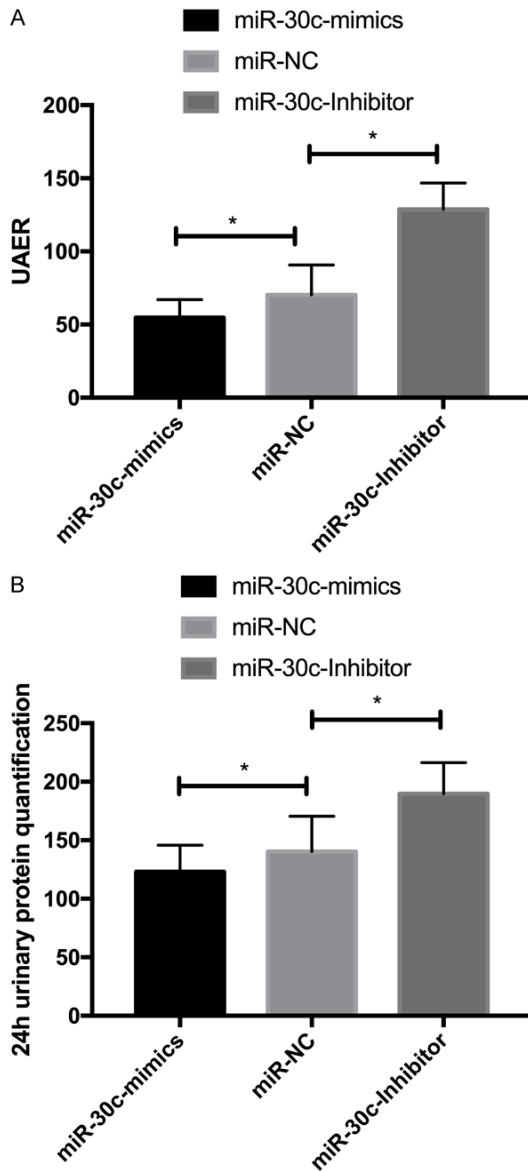 A
miR-30c-mimics
miR-NC
miR-30c-Inhibitor
200
150
100
50
0
UAER
*
*
miR-30c-mimics
miR-NC
miR-30c-Inhibitor
B
miR-30c-mimics
miR-NC
miR-30c-Inhibitor
250
200
150
100
50
0
24h urinary protein quantification
*
*
miR-30c-mimics
miR-NC
miR-30c-Inhibitor